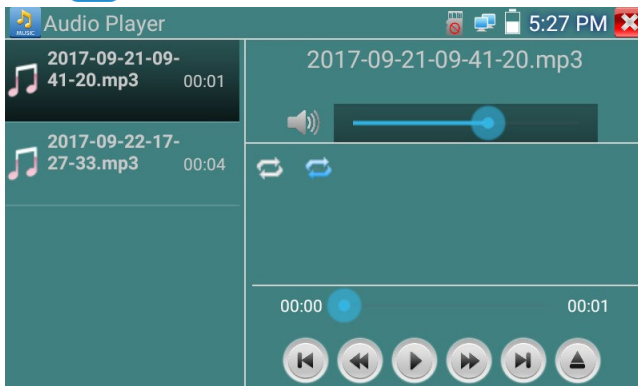 Audio Player
5:27 PM
MUSIC
2017-09-21-09-
41-20.mp3 00:01
2017-09-22-17-
27-33.mp3 00:04
2017-09-21-09-41-20.mp3
00:00 00:01